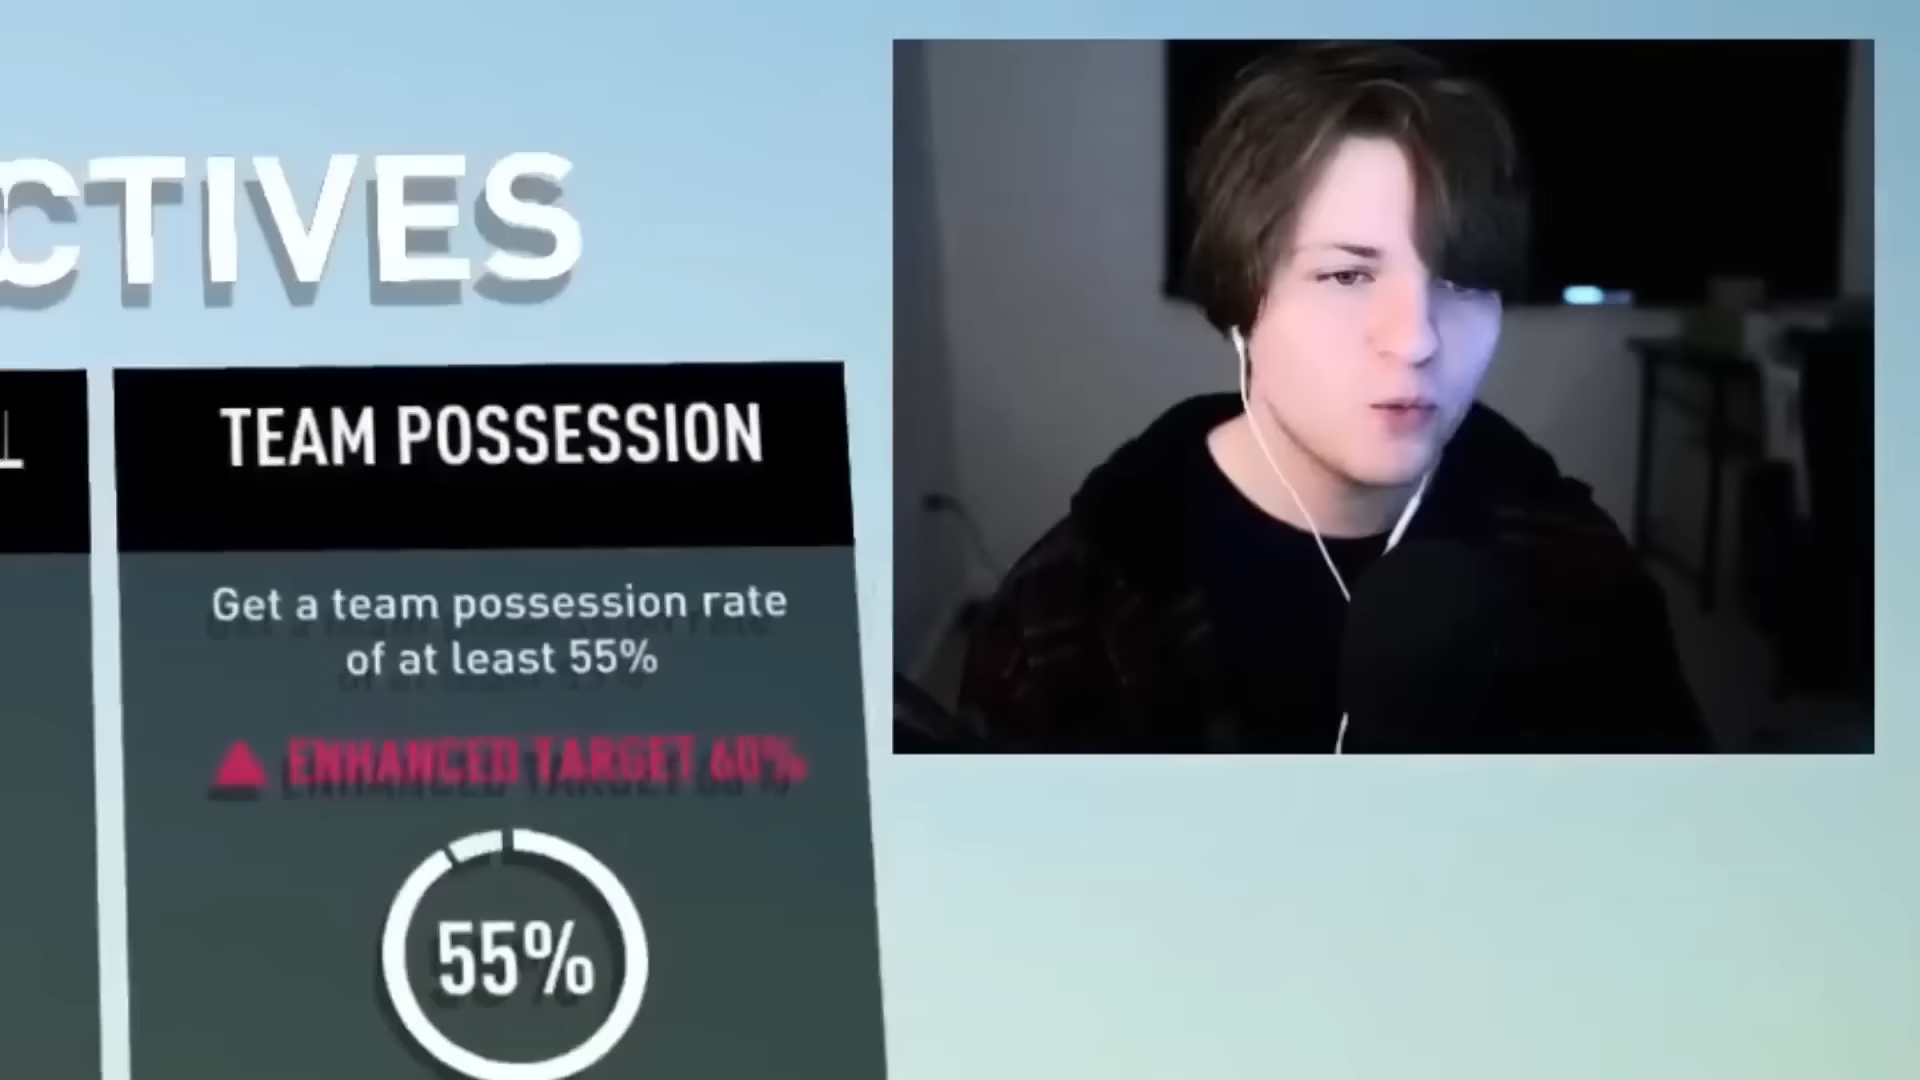 CTIVES
TEAM POSSESSION
Get a team possession rate
of at least 55%
ENHANCED TARGET 60%
55%